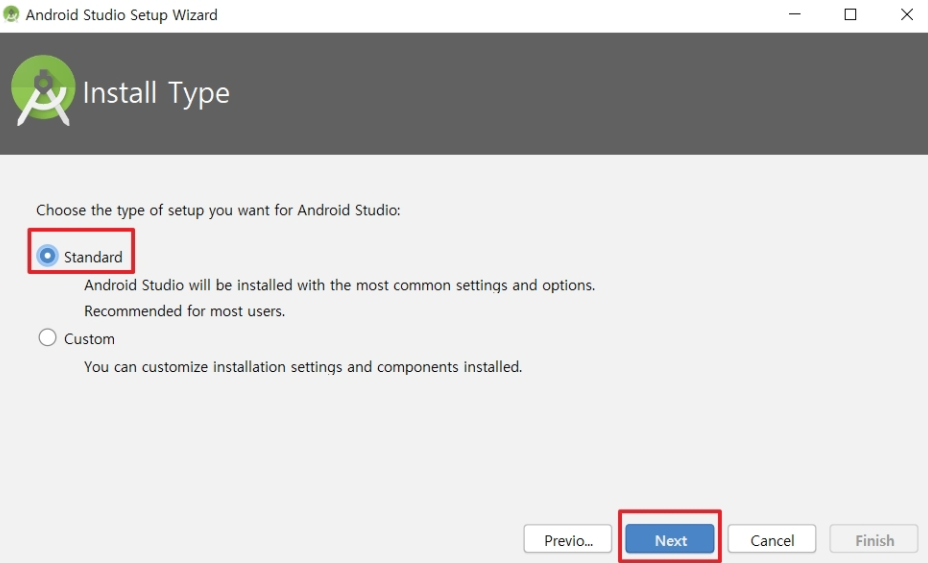 Android Studio Setup Wizard
Install Type
Choose the type of setup you want for Android Studio:
Standard
Android Studio will be installed with the most common settings and options.
Recommended for most users.
Custom
You can customize installation settings and components installed.
Previo... Next Cancel Finish